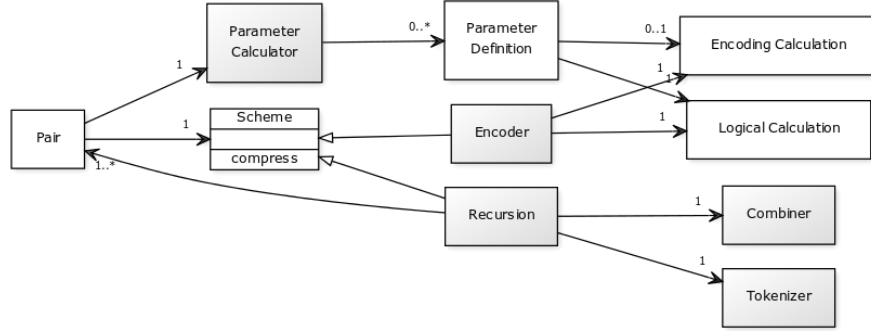 Parameter
Calculator
0..*
Parameter
Definition
0..1
Encoding Calculation
1
1
1
Pair
1
Scheme
compress
Encoder
1
Logical Calculation
1..*
Recursion
1
Combiner
1
Tokenizer